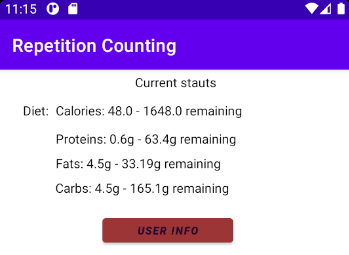 11:15
Repetition Counting
Current stauts
Diet: Calories: 48.0 - 1648.0 remaining
Proteins: 0.6g - 63.4g remaining
Fats: 4.5g - 33.19g remaining
Carbs: 4.5g - 165.1g remaining
USER INFO